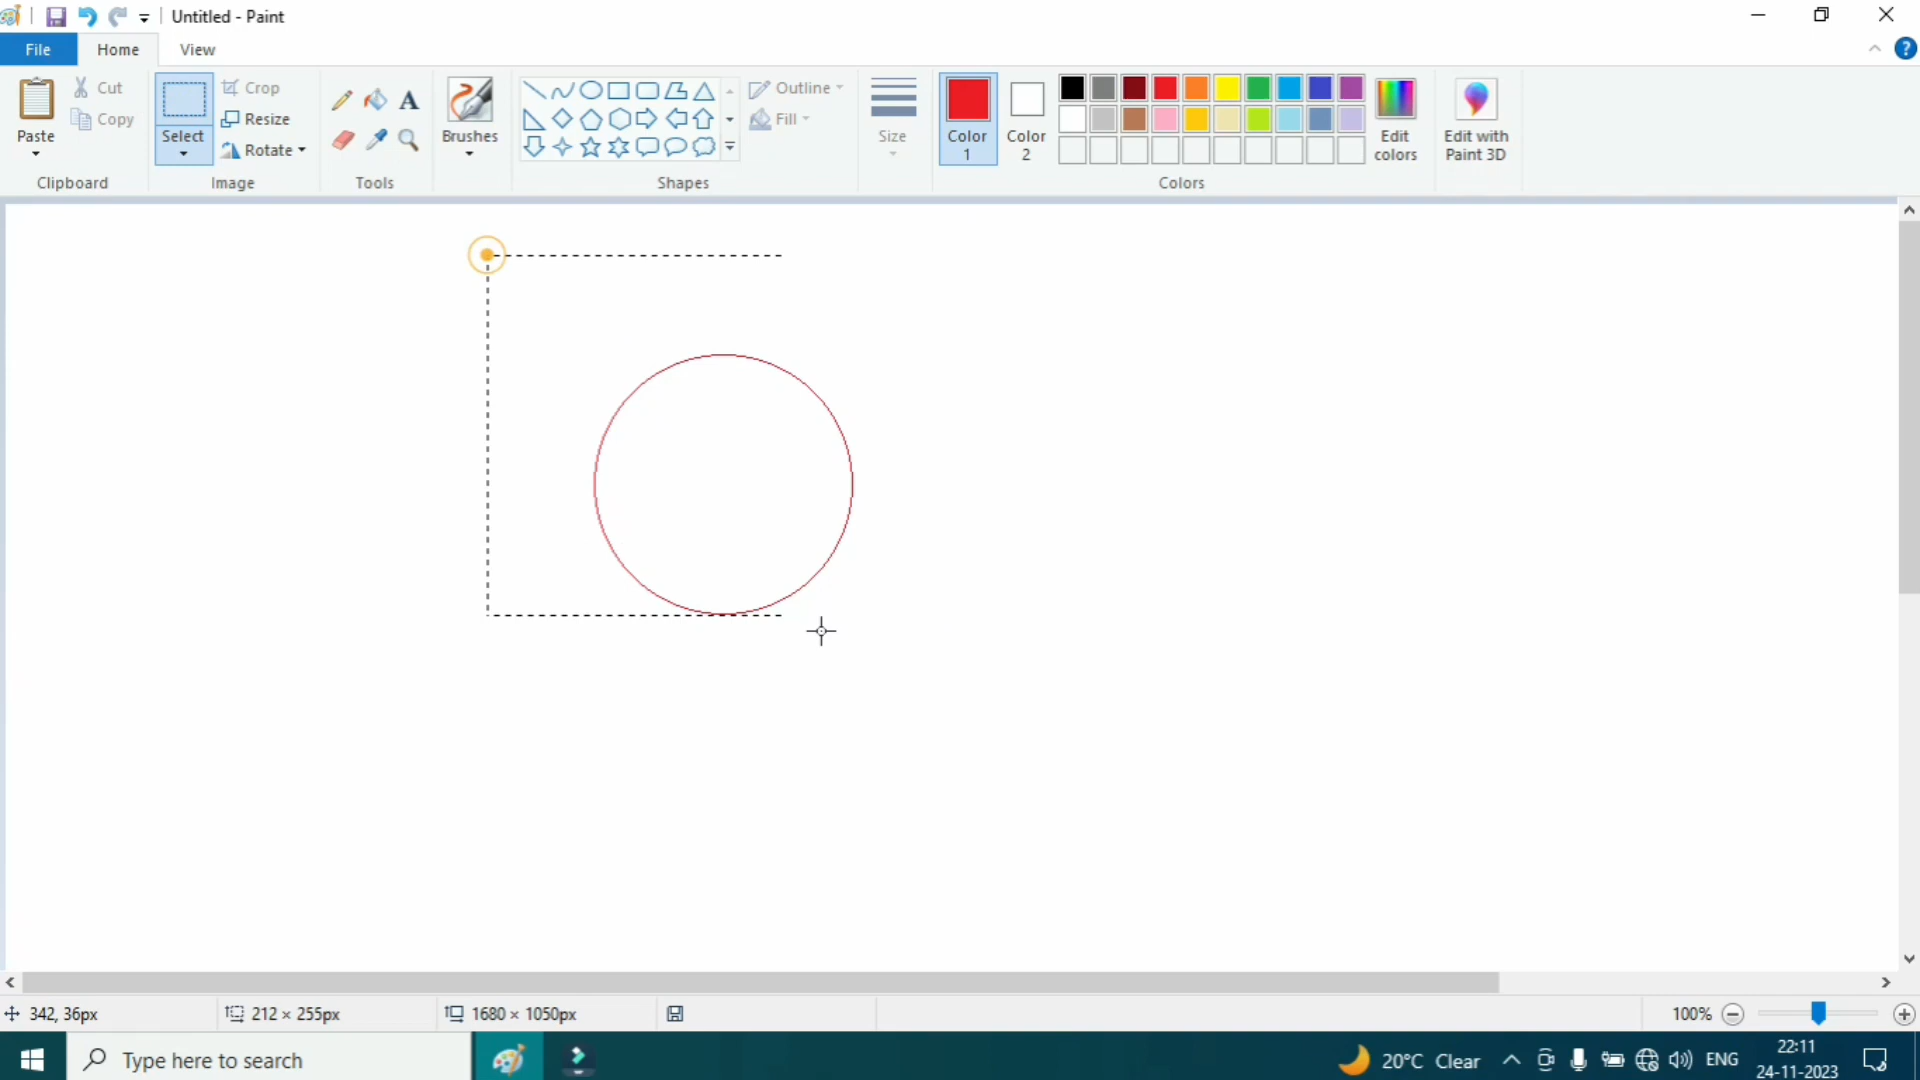 Untitled - Paint
File Home View
Paste
Cut
Copy
Clipboard
Select
Crop
Resize
Rotate
Image
A
Tools
Brushes
Outline
Fill
Shapes
Size
Color 1
Color 2
Edit colors
Colors
Edit with Paint 3D
342, 36px 212 × 255px 1680 × 1050px 100%
Type here to search
20°C Clear
ENG
22:11
24-11-2023